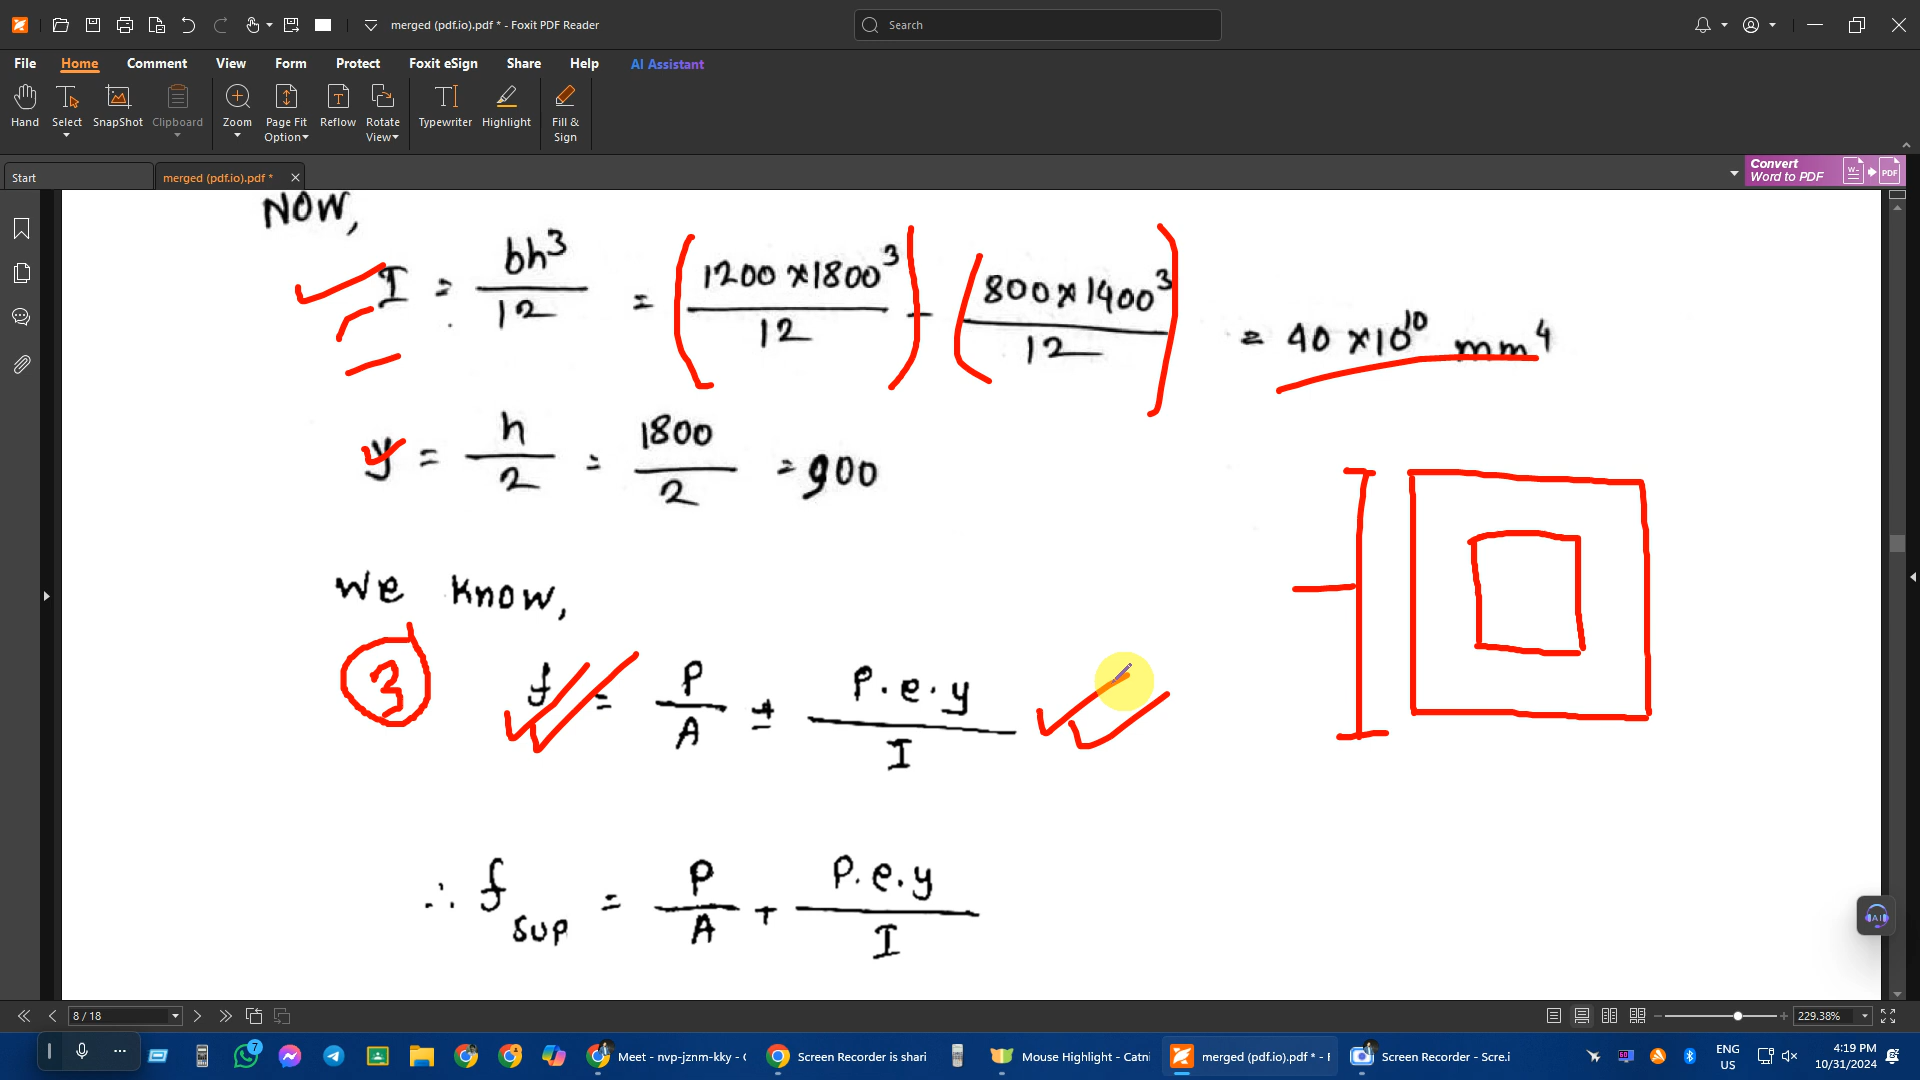 merged (pdf.io).pdf * - Foxit PDF Reader
Search
File Home Comment View Form Protect Foxit eSign Share Help AI Assistant
Hand Select SnapShot Clipboard Zoom Page Fit Option Reflow Rotate View Typewriter Highlight Fill & Sign
Start merged (pdf.io).pdf *
Convert
Word to PDF
PDF
NOW,
I = bh³/12 = (1200 × 1800³/12) - (800 × 1400³/12) = 40 × 10¹⁰ mm⁴
y = h/2 = 1800/2 = 900
We Know,
3
f = P/A ± P.e.y/I
∴ f sup = P/A + P.e.y/I
AI
8 / 18
229.38%
7
Meet - nvp-jznm-kky - Screen Recorder is shari Mouse Highlight - Catni merged (pdf.io).pdf * - F Screen Recorder - Scre.i
60
ENG
US
4:19 PM
10/31/2024